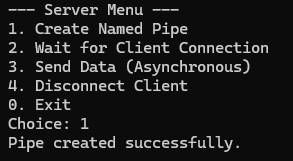 --- Server Menu ---
1. Create Named Pipe
2. Wait for Client Connection
3. Send Data (Asynchronous)
4. Disconnect Client
0. Exit
Choice: 1
Pipe created successfully.